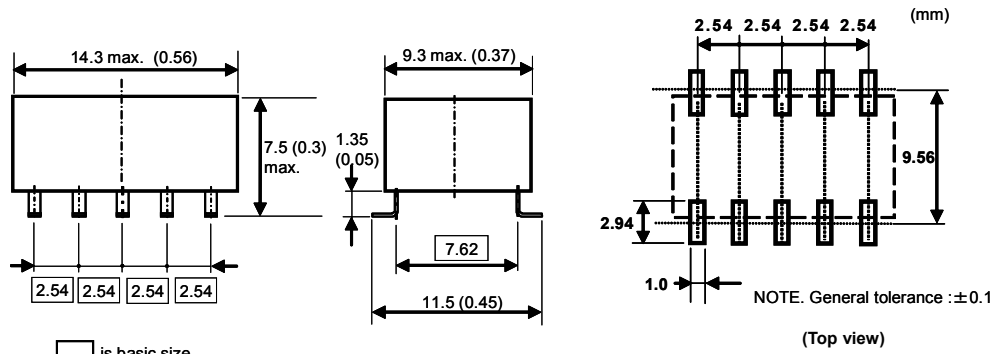 (mm)
2.54 2.54 2.54 2.54
14.3 max. (0.56)
9.3 max. (0.37)
7.5 (0.3)
max.
1.35
(0.05)
9.56
2.94
7.62
2.54 2.54 2.54 2.54
1.0
NOTE. General tolerance :±0.1
11.5 (0.45)
(Top view)
is basic size